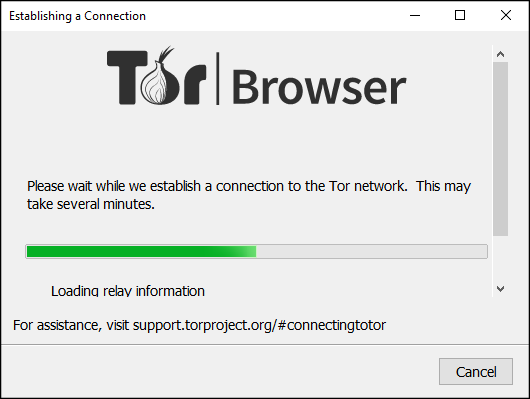 Establishing a Connection
Tor Browser
Please wait while we establish a connection to the Tor network.  This may
take several minutes.
Loading relay information
For assistance, visit support.torproject.org/#connectingtotor
Cancel